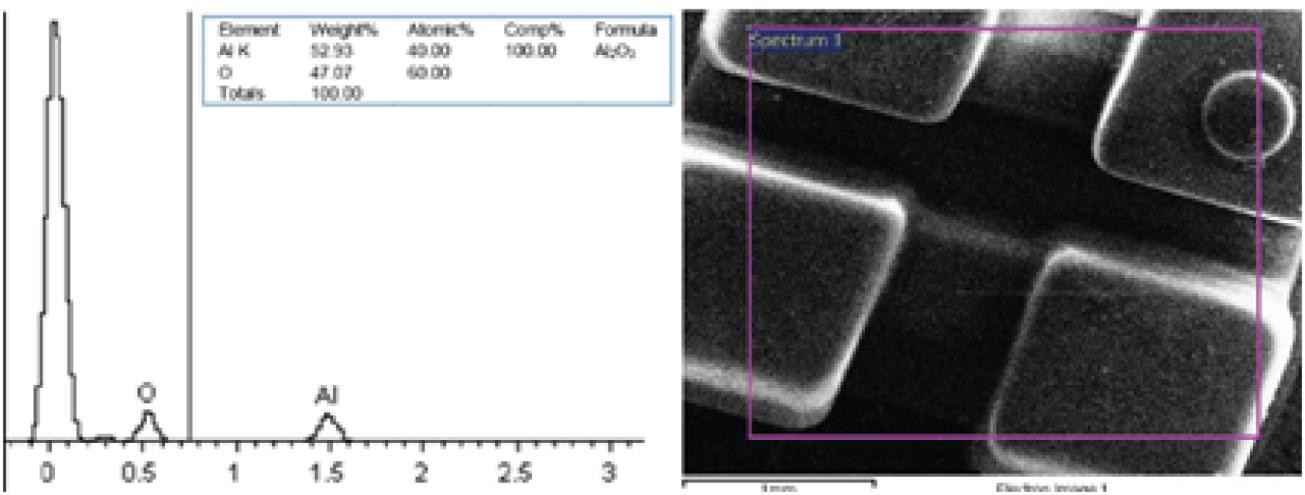 Element Weight% Atomic% Comp% Formula
Al K 52.93 40.00 100.00 Al₂O₃
O 47.07 60.00
Totals 100.00
O
Al
0 0.5 1 1.5 2 2.5 3
Spectrum 1
1mm
Electron Image 1